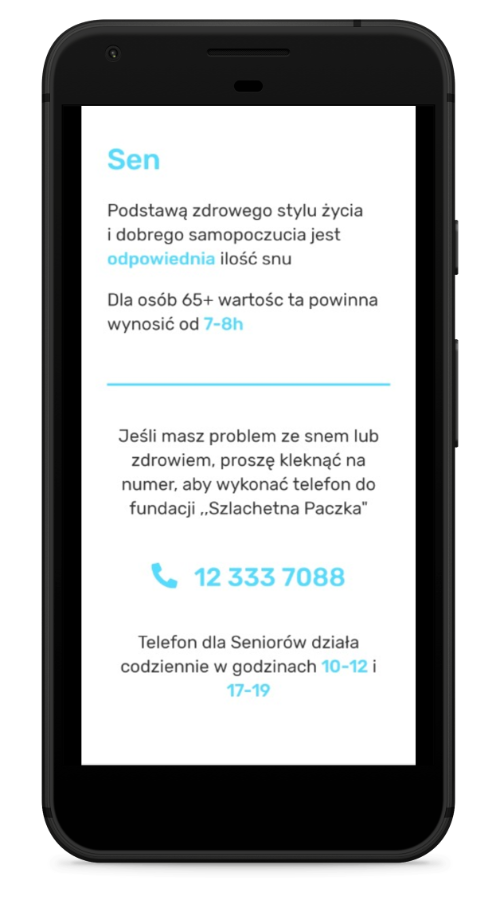 Sen
Podstawą zdrowego stylu życia
i dobrego samopoczucia jest
odpowiednia ilość snu
Dla osób 65+ wartośc ta powinna
wynosić od 7-8h
Jeśli masz problem ze snem lub
zdrowiem, proszę kleknąć na
numer, aby wykonać telefon do
fundacji ,,Szlachetna Paczka"
12 333 7088
Telefon dla Seniorów działa
codziennie w godzinach 10-12 i
17-19